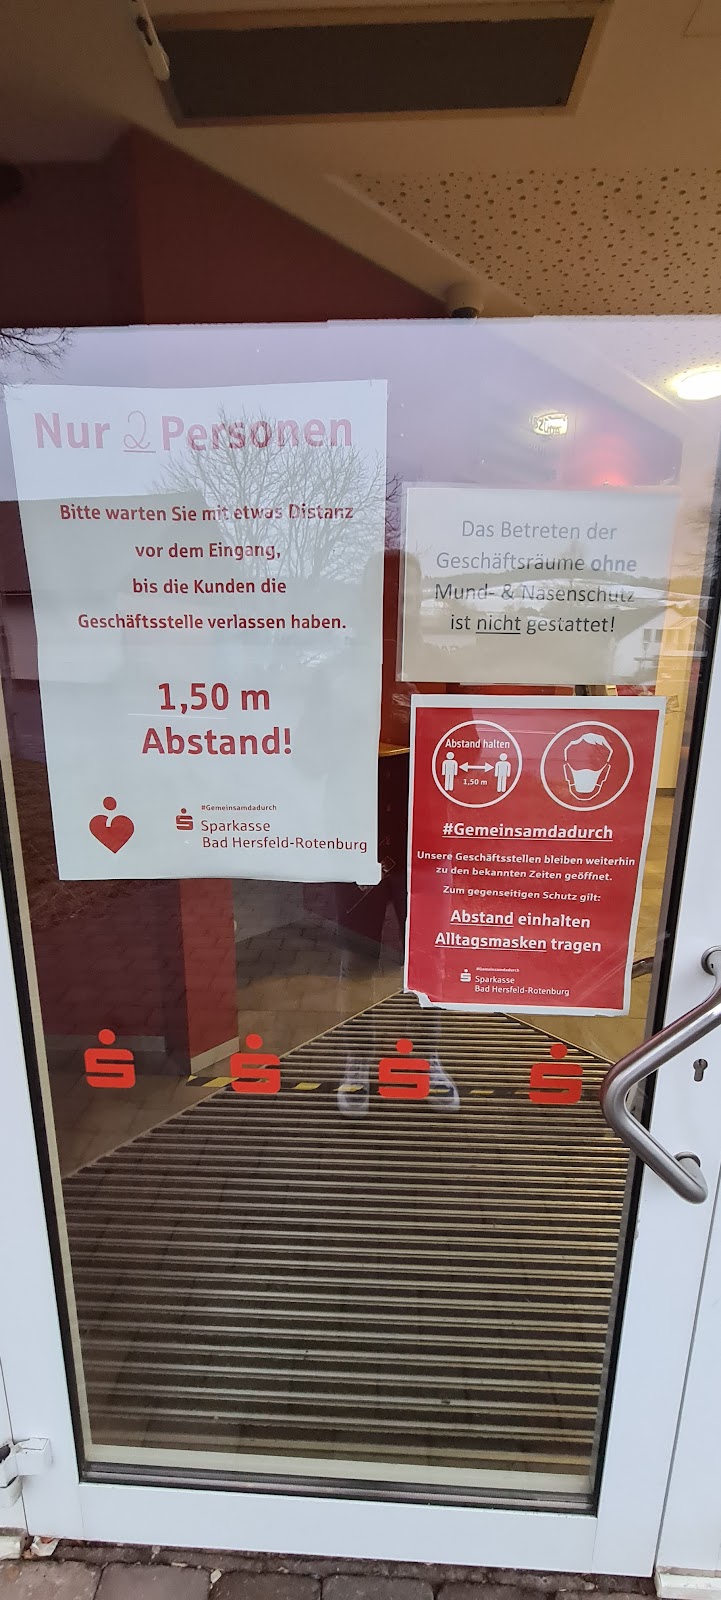 Nur 2 Personen
Bitte warten Sie mit etwas Distanz
vor dem Eingang,
bis die Kunden die
Geschäftsstelle verlassen haben.
1,50 m
Abstand!
#Gemeinsamdadurch
Sparkasse
Bad Hersfeld-Rotenburg
Das Betreten der
Geschäftsräume ohne
Mund- & Nasenschutz
ist nicht gestattet!
Abstand halten
1,50 m
#Gemeinsamdadurch
Unsere Geschäftsstellen bleiben weiterhin
zu den bekannten Zeiten geöffnet.
Zum gegenseitigen Schutz gilt:
Abstand einhalten
Alltagsmasken tragen
#Gemeinsamdadurch
Sparkasse
Bad Hersfeld-Rotenburg